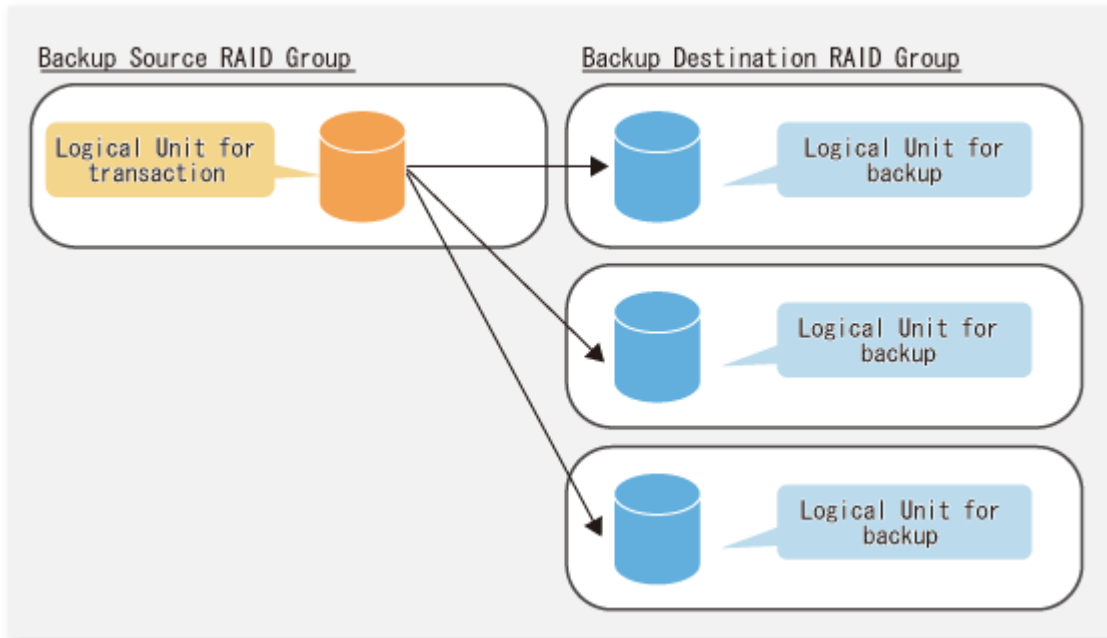 Backup Source RAID Group
Logical Unit for
transaction
Backup Destination RAID Group
Logical Unit for
backup
Logical Unit for
backup
Logical Unit for
backup